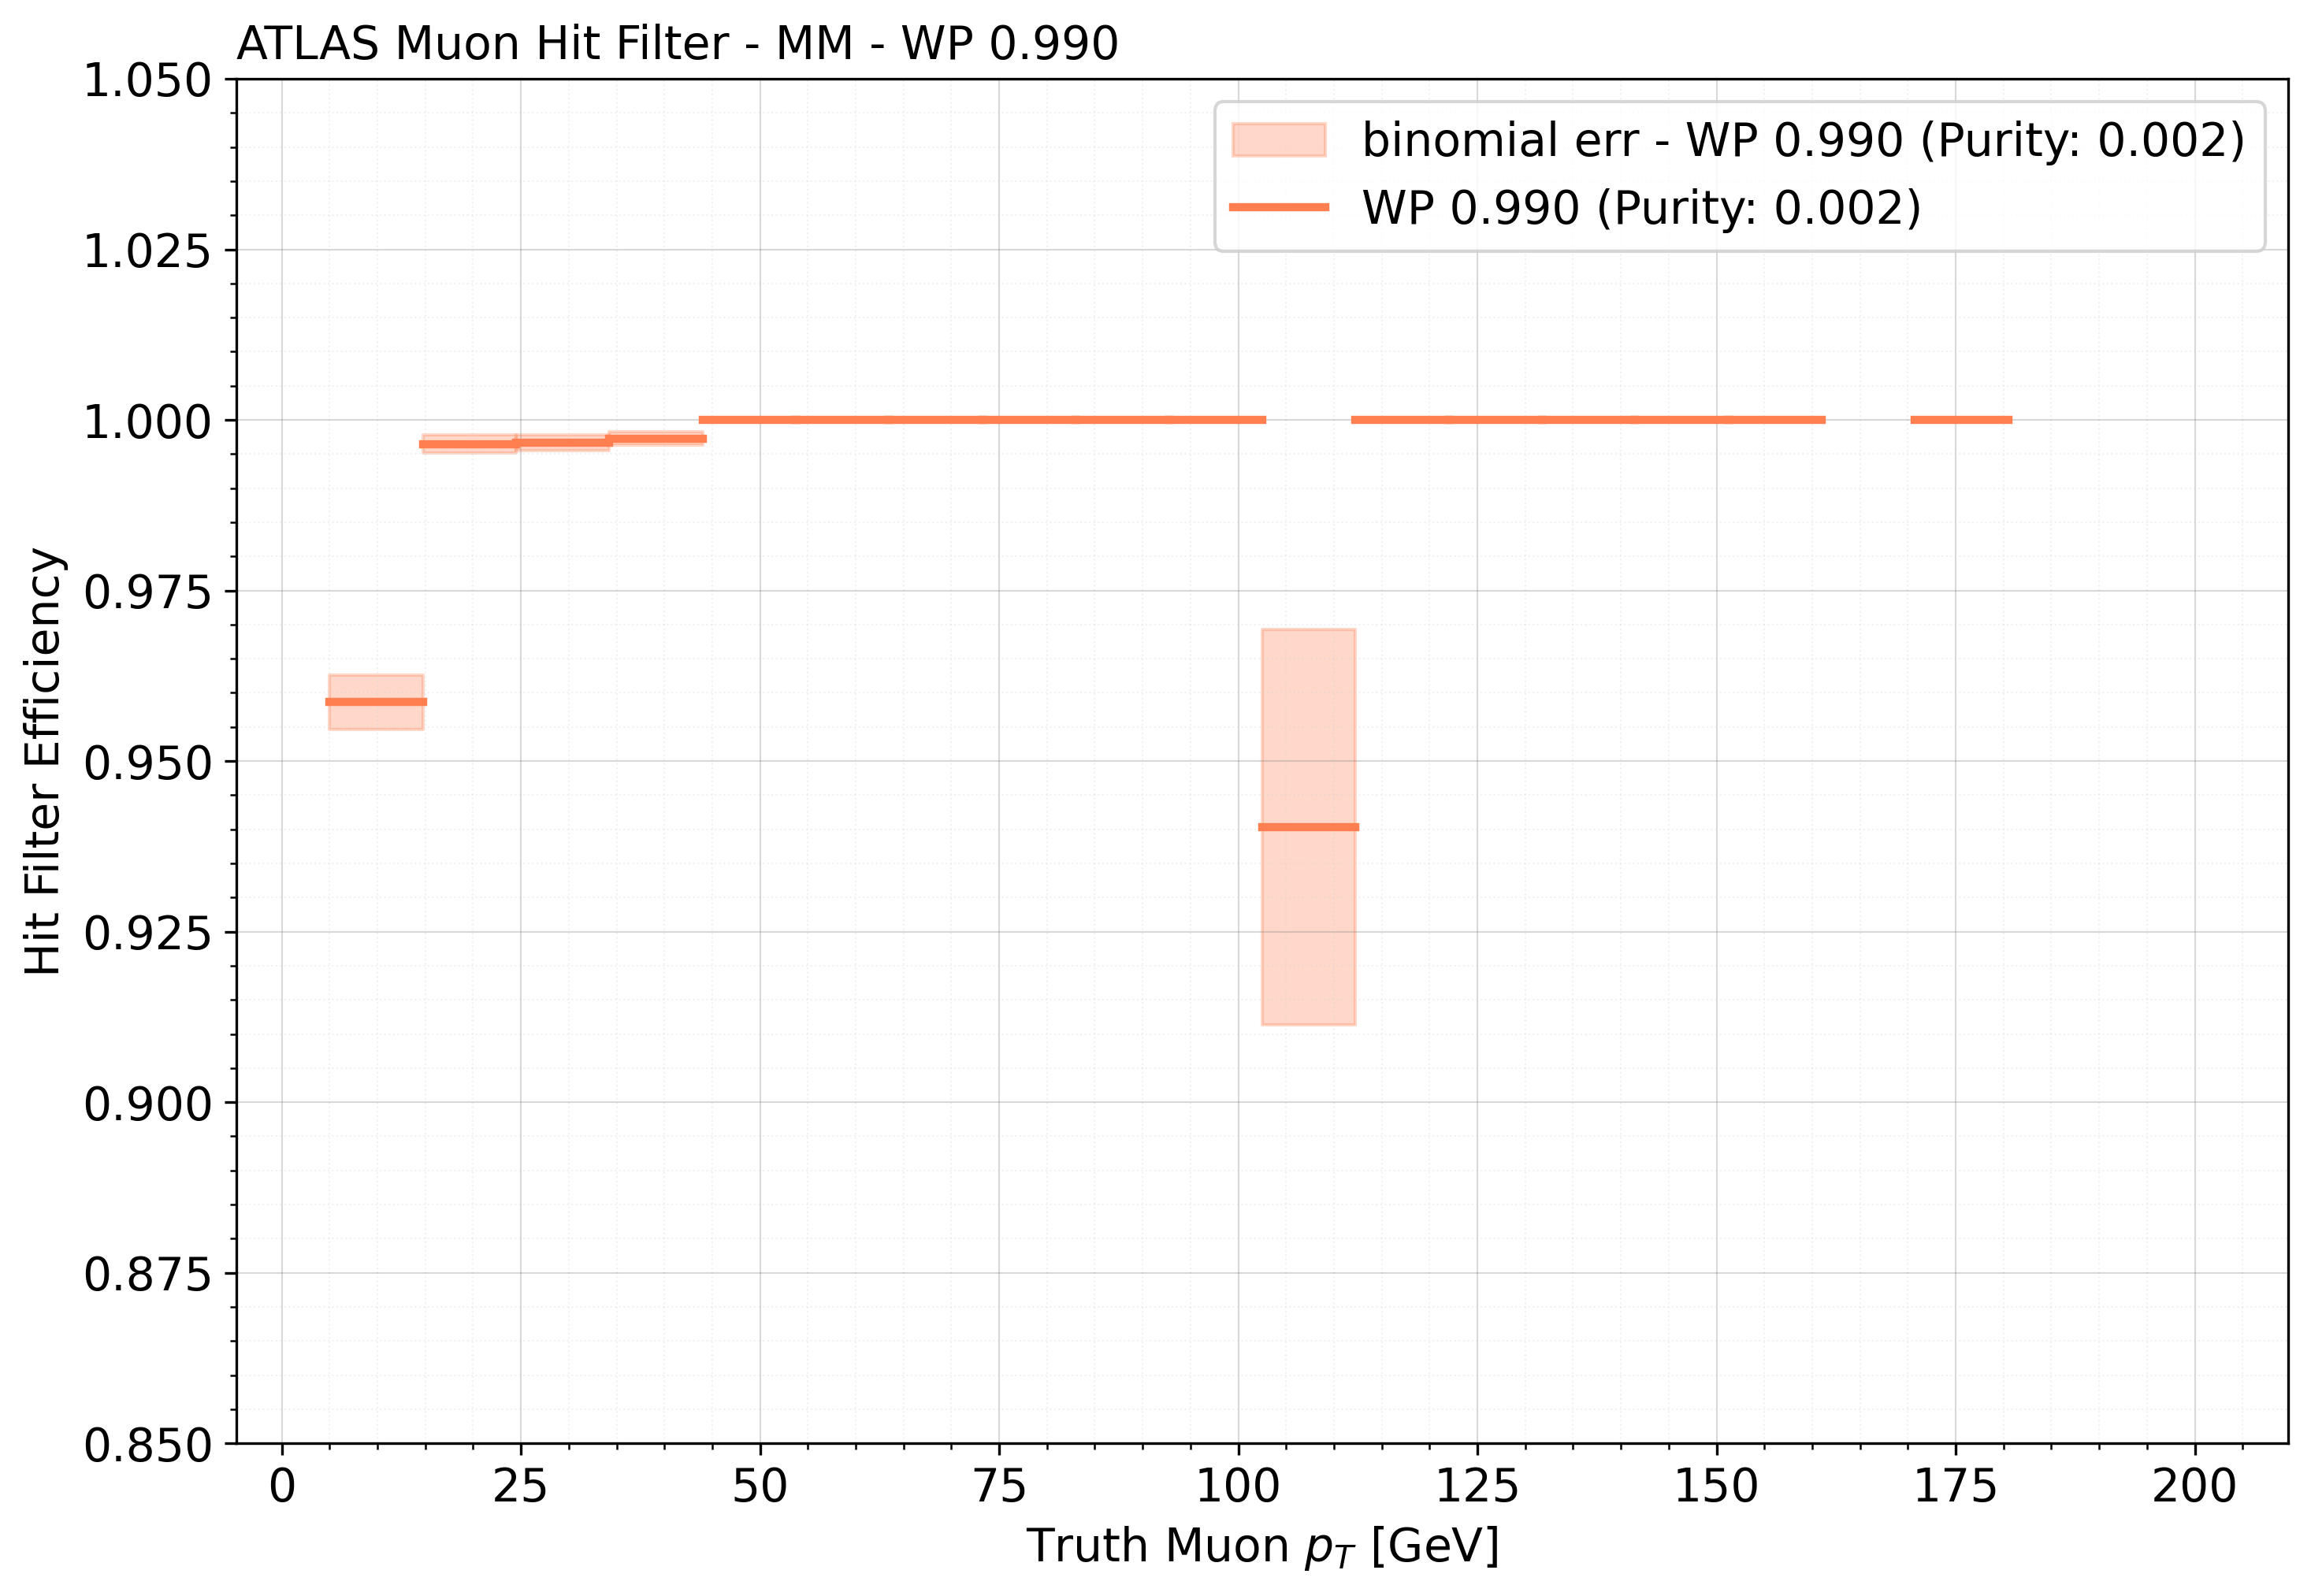 ATLAS Muon Hit Filter - MM - WP 0.990
1.050
1.025
1.000
0.975
0.950
0.925
0.900
0.875
0.850
Hit Filter Efficiency
binomial err - WP 0.990 (Purity: 0.002)
WP 0.990 (Purity: 0.002)
0 25 50 75 100 125 150 175 200
Truth Muon p_T [GeV]